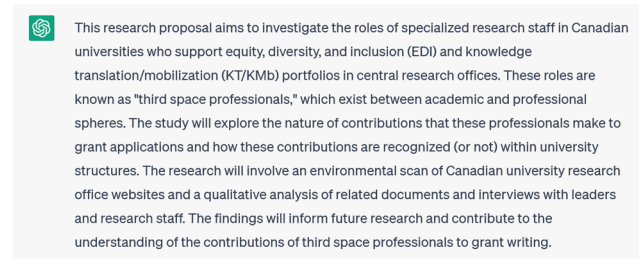 This research proposal aims to investigate the roles of specialized research staff in Canadian
universities who support equity, diversity, and inclusion (EDI) and knowledge
translation/mobilization (KT/KMb) portfolios in central research offices. These roles are
known as "third space professionals," which exist between academic and professional
spheres. The study will explore the nature of contributions that these professionals make to
grant applications and how these contributions are recognized (or not) within university
structures. The research will involve an environmental scan of Canadian university research
office websites and a qualitative analysis of related documents and interviews with leaders
and research staff. The findings will inform future research and contribute to the
understanding of the contributions of third space professionals to grant writing.